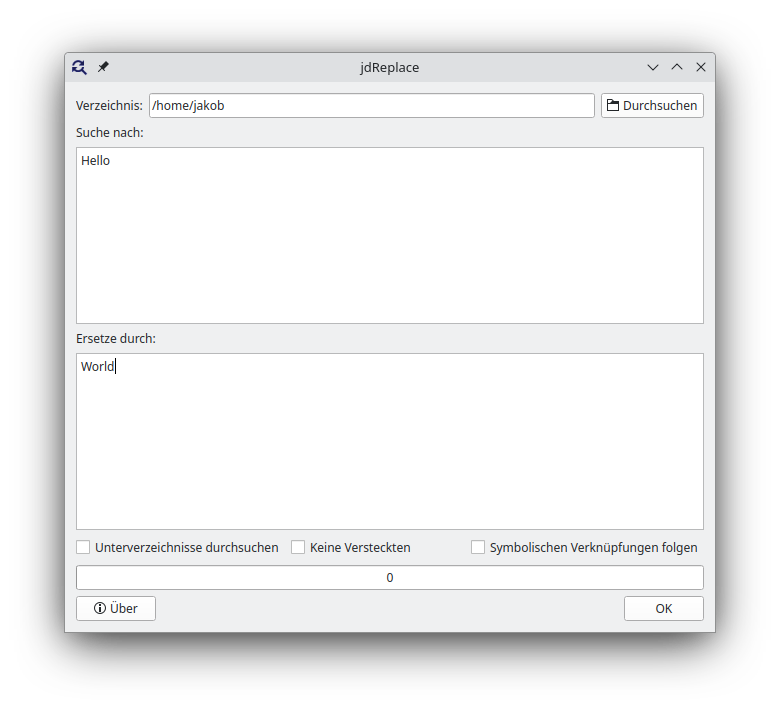 jdReplace
Verzeichnis: /home/jakob Durchsuchen
Suche nach:
Hello
Ersetze durch:
World
Unterverzeichnisse durchsuchen Keine Versteckten Symbolischen Verknüpfungen folgen
0
Über OK